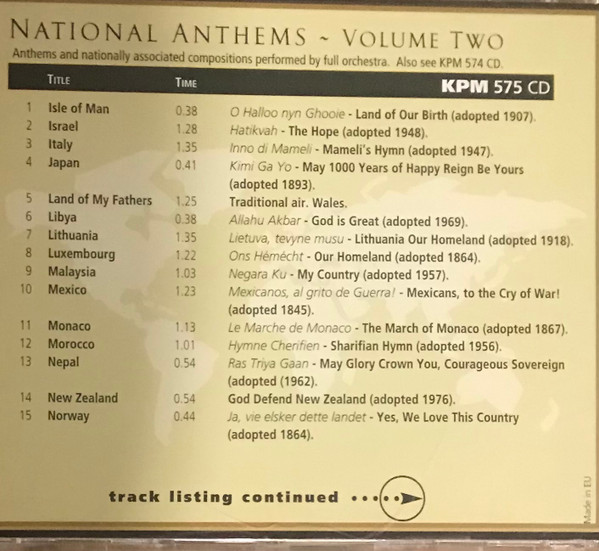 NATIONAL ANTHEMS ~ VOLUME TWO
Anthems and nationally associated compositions performed by full orchestra. Also see KPM 574 CD.
TITLE TIME KPM 575 CD
1 Isle of Man 0.38 O Halloo nyn Ghooie - Land of Our Birth (adopted 1907).
2 Israel 1.28 Hatikvah - The Hope (adopted 1948).
3 Italy 1.35 Inno di Mameli - Mameli's Hymn (adopted 1947).
4 Japan 0.41 Kimi Ga Yo - May 1000 Years of Happy Reign Be Yours
(adopted 1893).
5 Land of My Fathers 1.25 Traditional air. Wales.
6 Libya 0.38 Allahu Akbar - God is Great (adopted 1969).
7 Lithuania 1.35 Lietuva, tevyne musu - Lithuania Our Homeland (adopted 1918).
8 Luxembourg 1.22 Ons Hémécht - Our Homeland (adopted 1864).
9 Malaysia 1.03 Negara Ku - My Country (adopted 1957).
10 Mexico 1.23 Mexicanos, al grito de Guerra! - Mexicans, to the Cry of War!
(adopted 1845).
11 Monaco 1.13 Le Marche de Monaco - The March of Monaco (adopted 1867).
12 Morocco 1.01 Hymne Cherifien - Sharifian Hymn (adopted 1956).
13 Nepal 0.54 Ras Triya Gaan - May Glory Crown You, Courageous Sovereign
(adopted (1962).
14 New Zealand 0.54 God Defend New Zealand (adopted 1976).
15 Norway 0.44 Ja, vie elsker dette landet - Yes, We Love This Country
(adopted 1864).
track listing continued
Made in EU